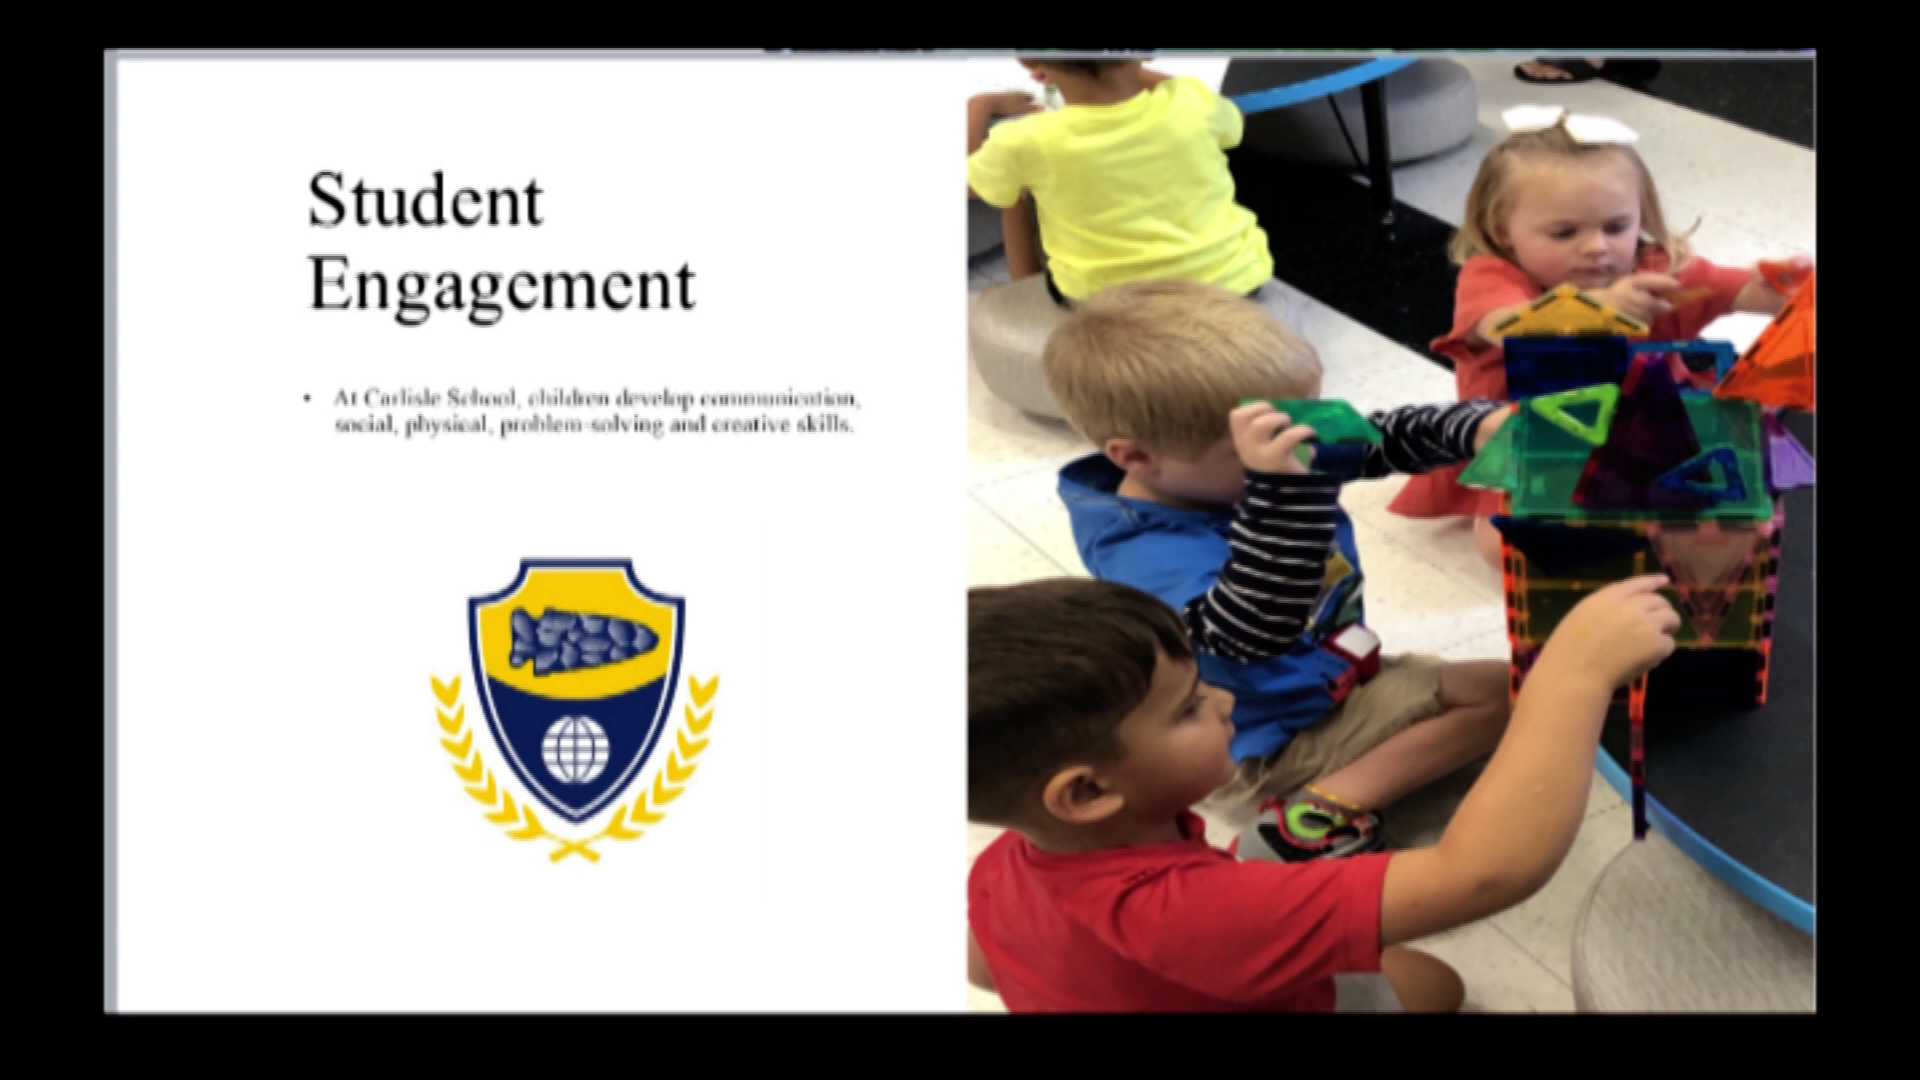 Student
Engagement
• At Carlisle School, children develop communication,
social, physical, problem-solving and creative skills.